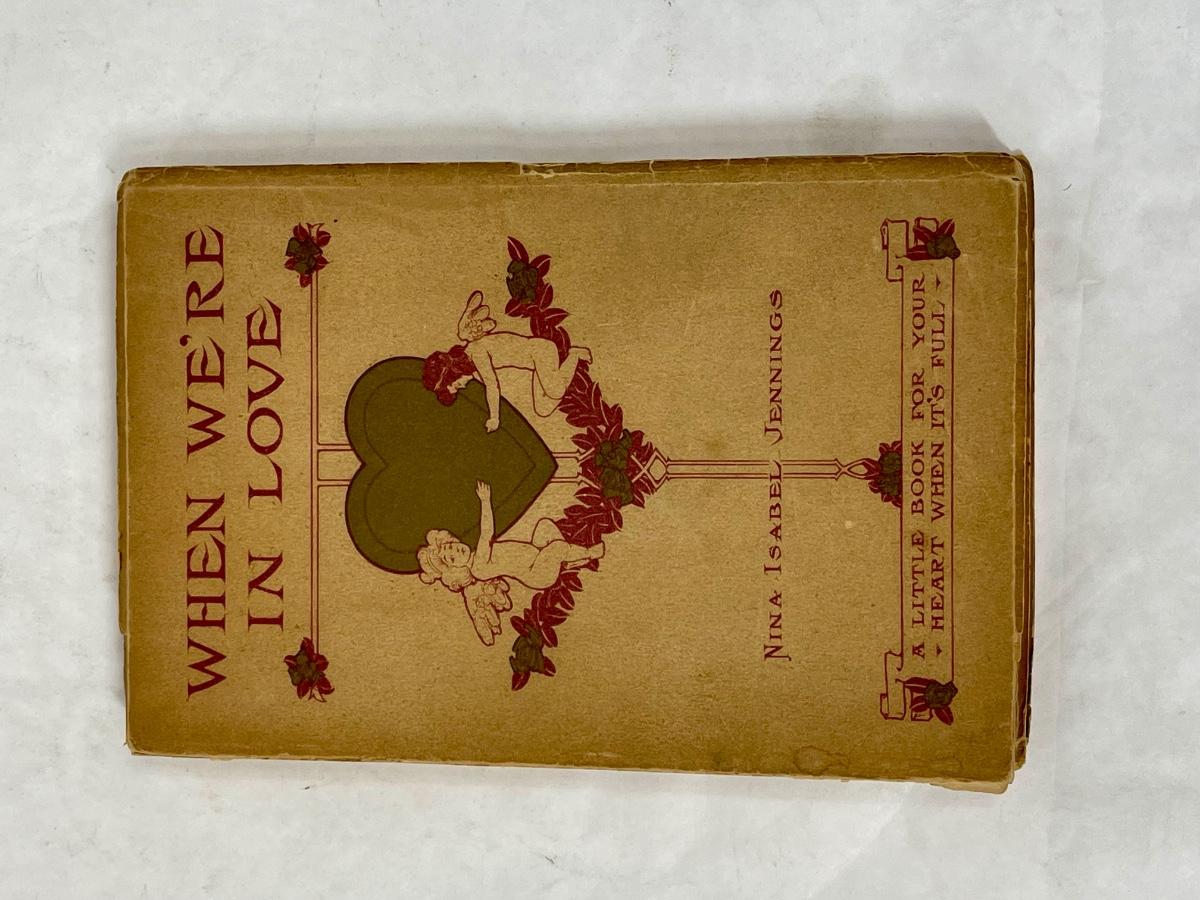 WHEN WE'RE
IN LOVE
NINA ISABEL JENNINGS
A LITTLE BOOK FOR YOUR
HEART WHEN IT'S FULL